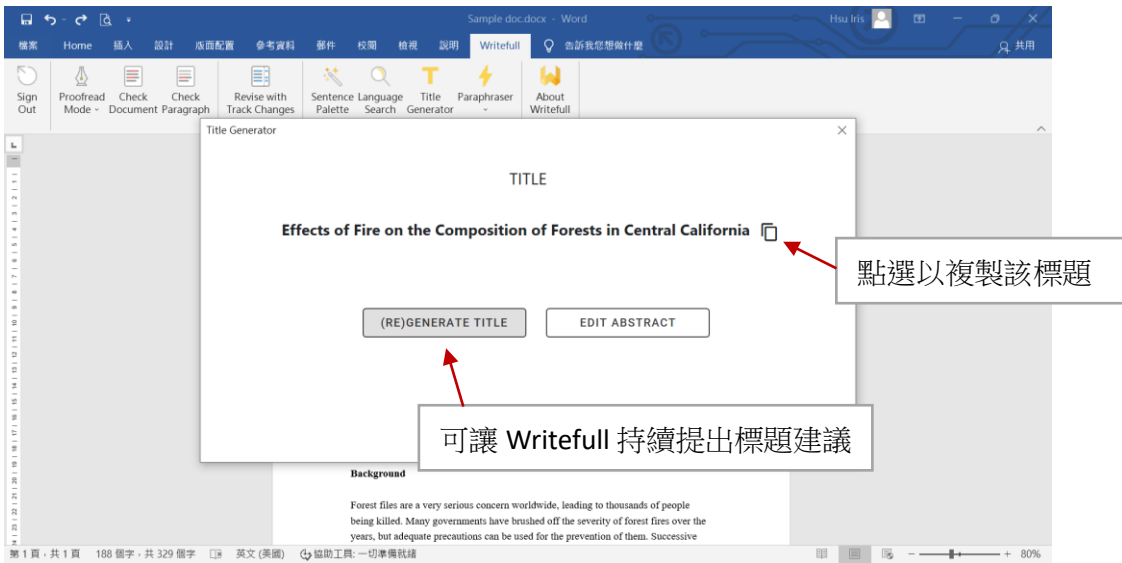 Sample doc.docx - Word
Hsu Iris
檔案 Home 插入 設計 版面配置 參考資料 郵件 校閱 檢視 說明 Writefull 告訴我您想做什麼 共用
Sign Out
Proofread Mode
Check Document
Check Paragraph
Revise with Track Changes
Sentence Palette
Language Search
Title Generator
Paraphraser
About Writefull
Title Generator
TITLE
Effects of Fire on the Composition of Forests in Central California
點選以複製該標題
(RE)GENERATE TITLE
EDIT ABSTRACT
可讓 Writefull 持續提出標題建議
Background
Forest files are a very serious concern worldwide, leading to thousands of people
being killed. Many governments have brushed off the severity of forest fires over the
years, but adequate precautions can be used for the prevention of them. Successive
第 1 頁，共 1 頁 188 個字，共 329 個字 英文 (美國) 協助工具: 一切準備就緒 80%